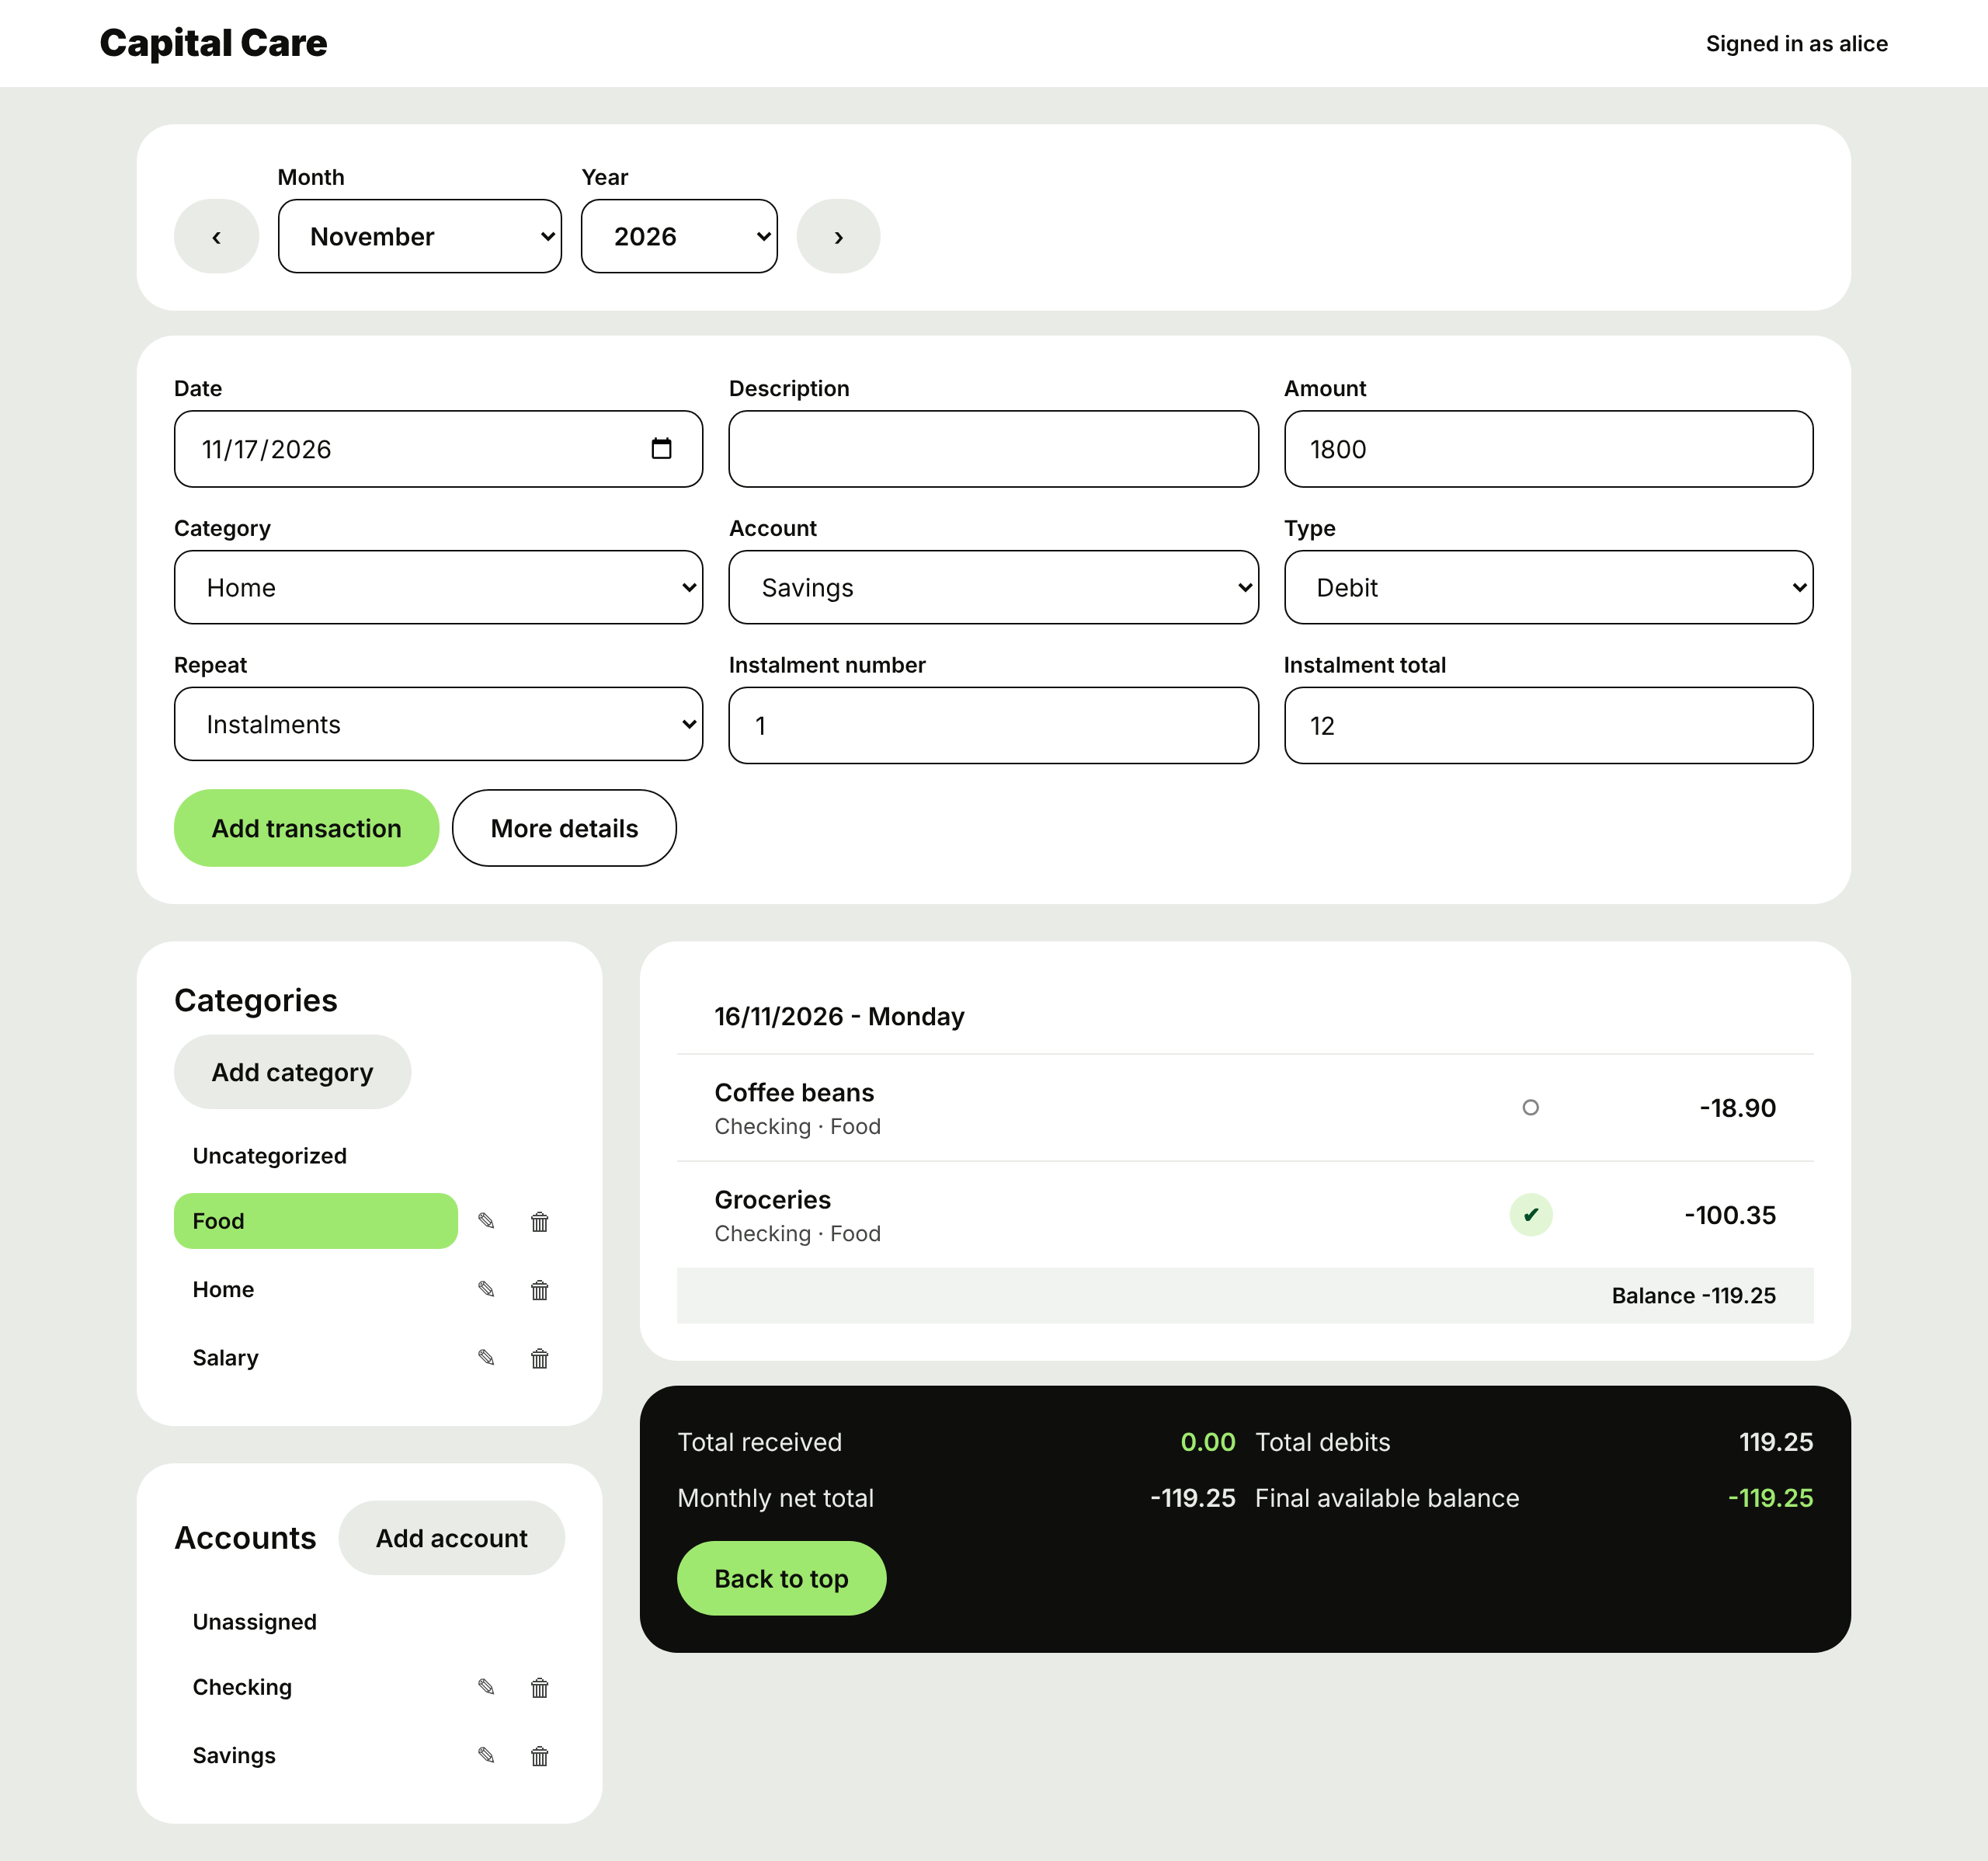 Capital Care
Signed in as alice
Month
Year
‹
November
2026
›
Date
Description
Amount
11/17/2026
1800
Category
Account
Type
Home
Savings
Debit
Repeat
Instalment number
Instalment total
Instalments
1
12
Add transaction
More details
Categories
Add category
Uncategorized
Food
Home
Salary
Accounts
Add account
Unassigned
Checking
Savings
16/11/2026 - Monday
Coffee beans
Checking · Food
-18.90
Groceries
Checking · Food
✔
-100.35
Balance -119.25
Total received 0.00
Total debits 119.25
Monthly net total -119.25
Final available balance -119.25
Back to top